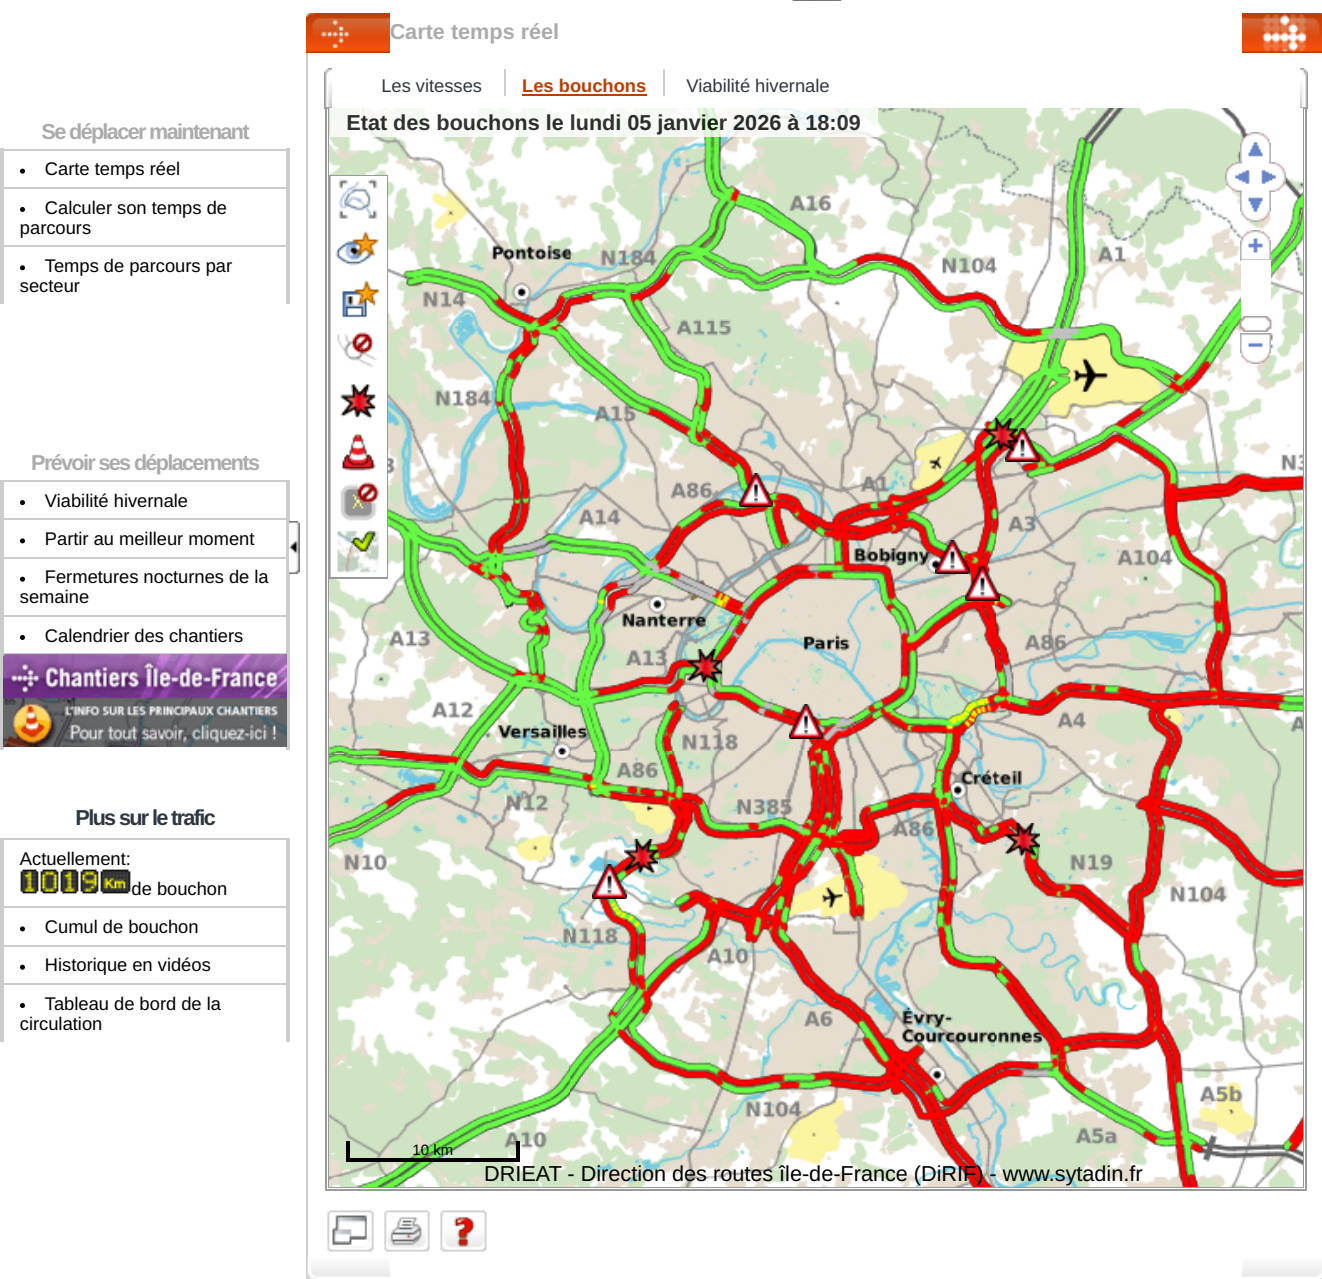 Carte temps réel
Les vitesses
Les bouchons
Viabilité hivernale
Se déplacer maintenant
Carte temps réel
Calculer son temps de
parcours
Temps de parcours par
secteur
Prévoir ses déplacements
Viabilité hivernale
Partir au meilleur moment
Fermetures nocturnes de la
semaine
Calendrier des chantiers
Chantiers Île-de-France
L'INFO SUR LES PRINCIPAUX CHANTIERS
Pour tout savoir, cliquez-ici !
Plus sur le trafic
Actuellement:
1019 Km de bouchon
Cumul de bouchon
Historique en vidéos
Tableau de bord de la
circulation
Etat des bouchons le lundi 05 janvier 2026 à 18:09
A16
Pontoise
N184
N104
A1
N14
A115
N184
A15
A86
A1
A14
A3
Bobigny
A104
Nanterre
Paris
A13
A13
A86
A12
Versailles
N118
A4
A86
Créteil
N12
N385
A86
N10
N19
N104
N118
A10
A6
Évry-
Courcouronnes
N104
A5b
A10
A5a
10 km
DRIEAT - Direction des routes île-de-France (DiRIF) - www.sytadin.fr